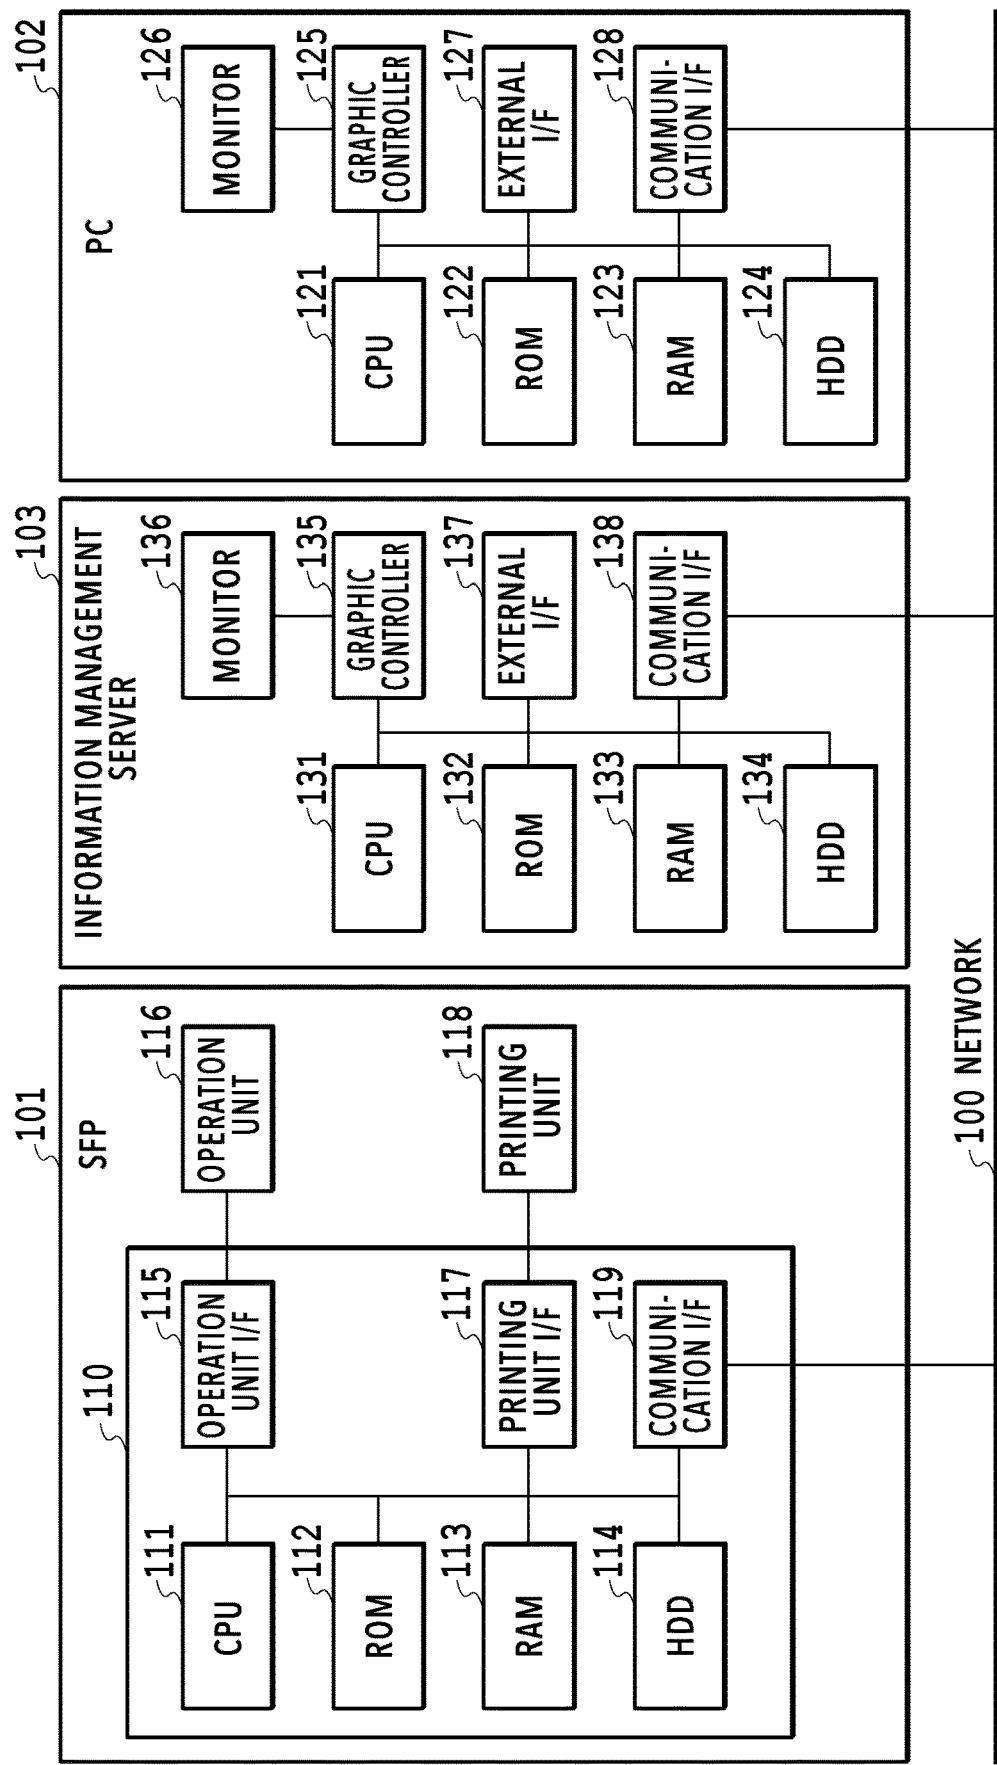 101
SFP
110
111
CPU
112
ROM
113
RAM
114
HDD
115
OPERATION
UNIT I/F
117
PRINTING
UNIT I/F
119
COMMUNI-
CATION I/F
116
OPERATION
UNIT
118
PRINTING
UNIT
103
INFORMATION MANAGEMENT
SERVER
131
CPU
132
ROM
133
RAM
134
HDD
136
MONITOR
135
GRAPHIC
CONTROLLER
137
EXTERNAL
I/F
138
COMMUNI-
CATION I/F
102
PC
121
CPU
122
ROM
123
RAM
124
HDD
126
MONITOR
125
GRAPHIC
CONTROLLER
127
EXTERNAL
I/F
128
COMMUNI-
CATION I/F
100 NETWORK